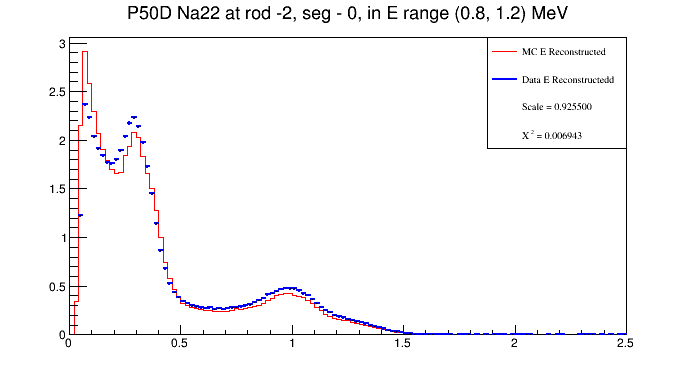 P50D Na22 at rod -2, seg - 0, in E range (0.8, 1.2) MeV
MC E Reconstructed
Data E Reconstructedd
Scale = 0.925500
X² = 0.006943
3
2.5
2
1.5
1
0.5
0
0 0.5 1 1.5 2 2.5